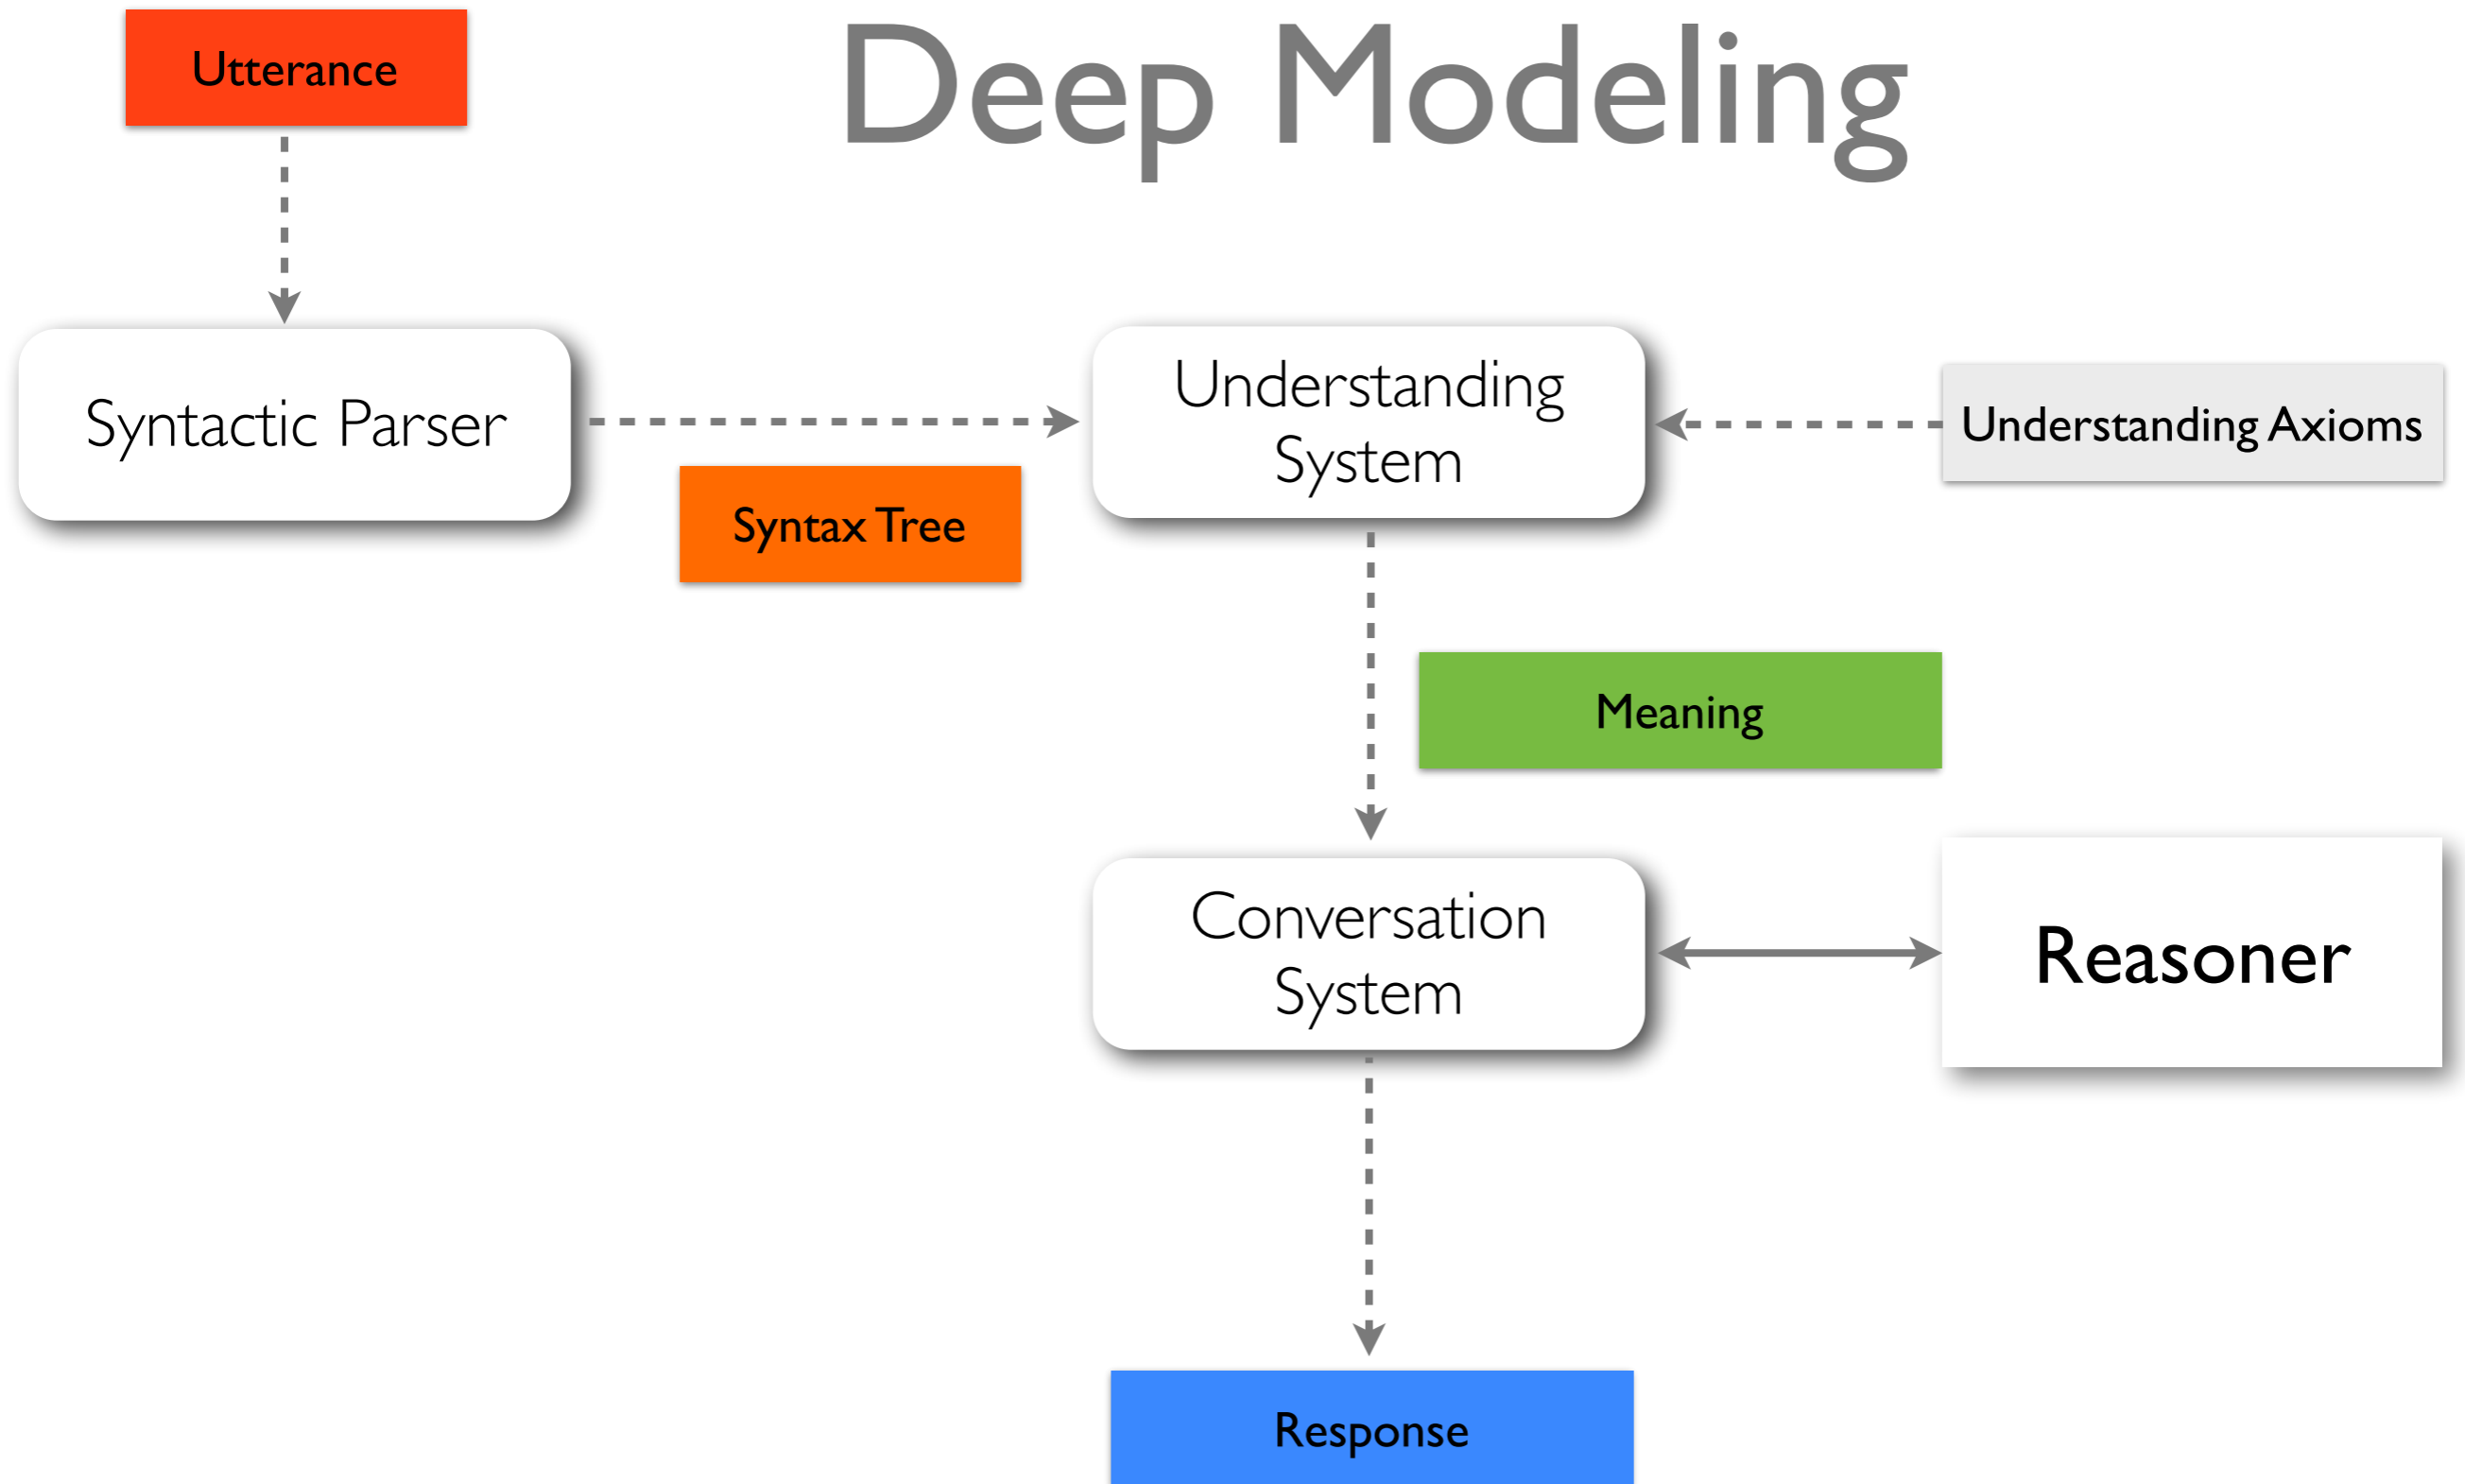 Deep Modeling
Utterance
Syntactic Parser
Syntax Tree
Understanding
System
Understanding Axioms
Meaning
Conversation
System
Reasoner
Response